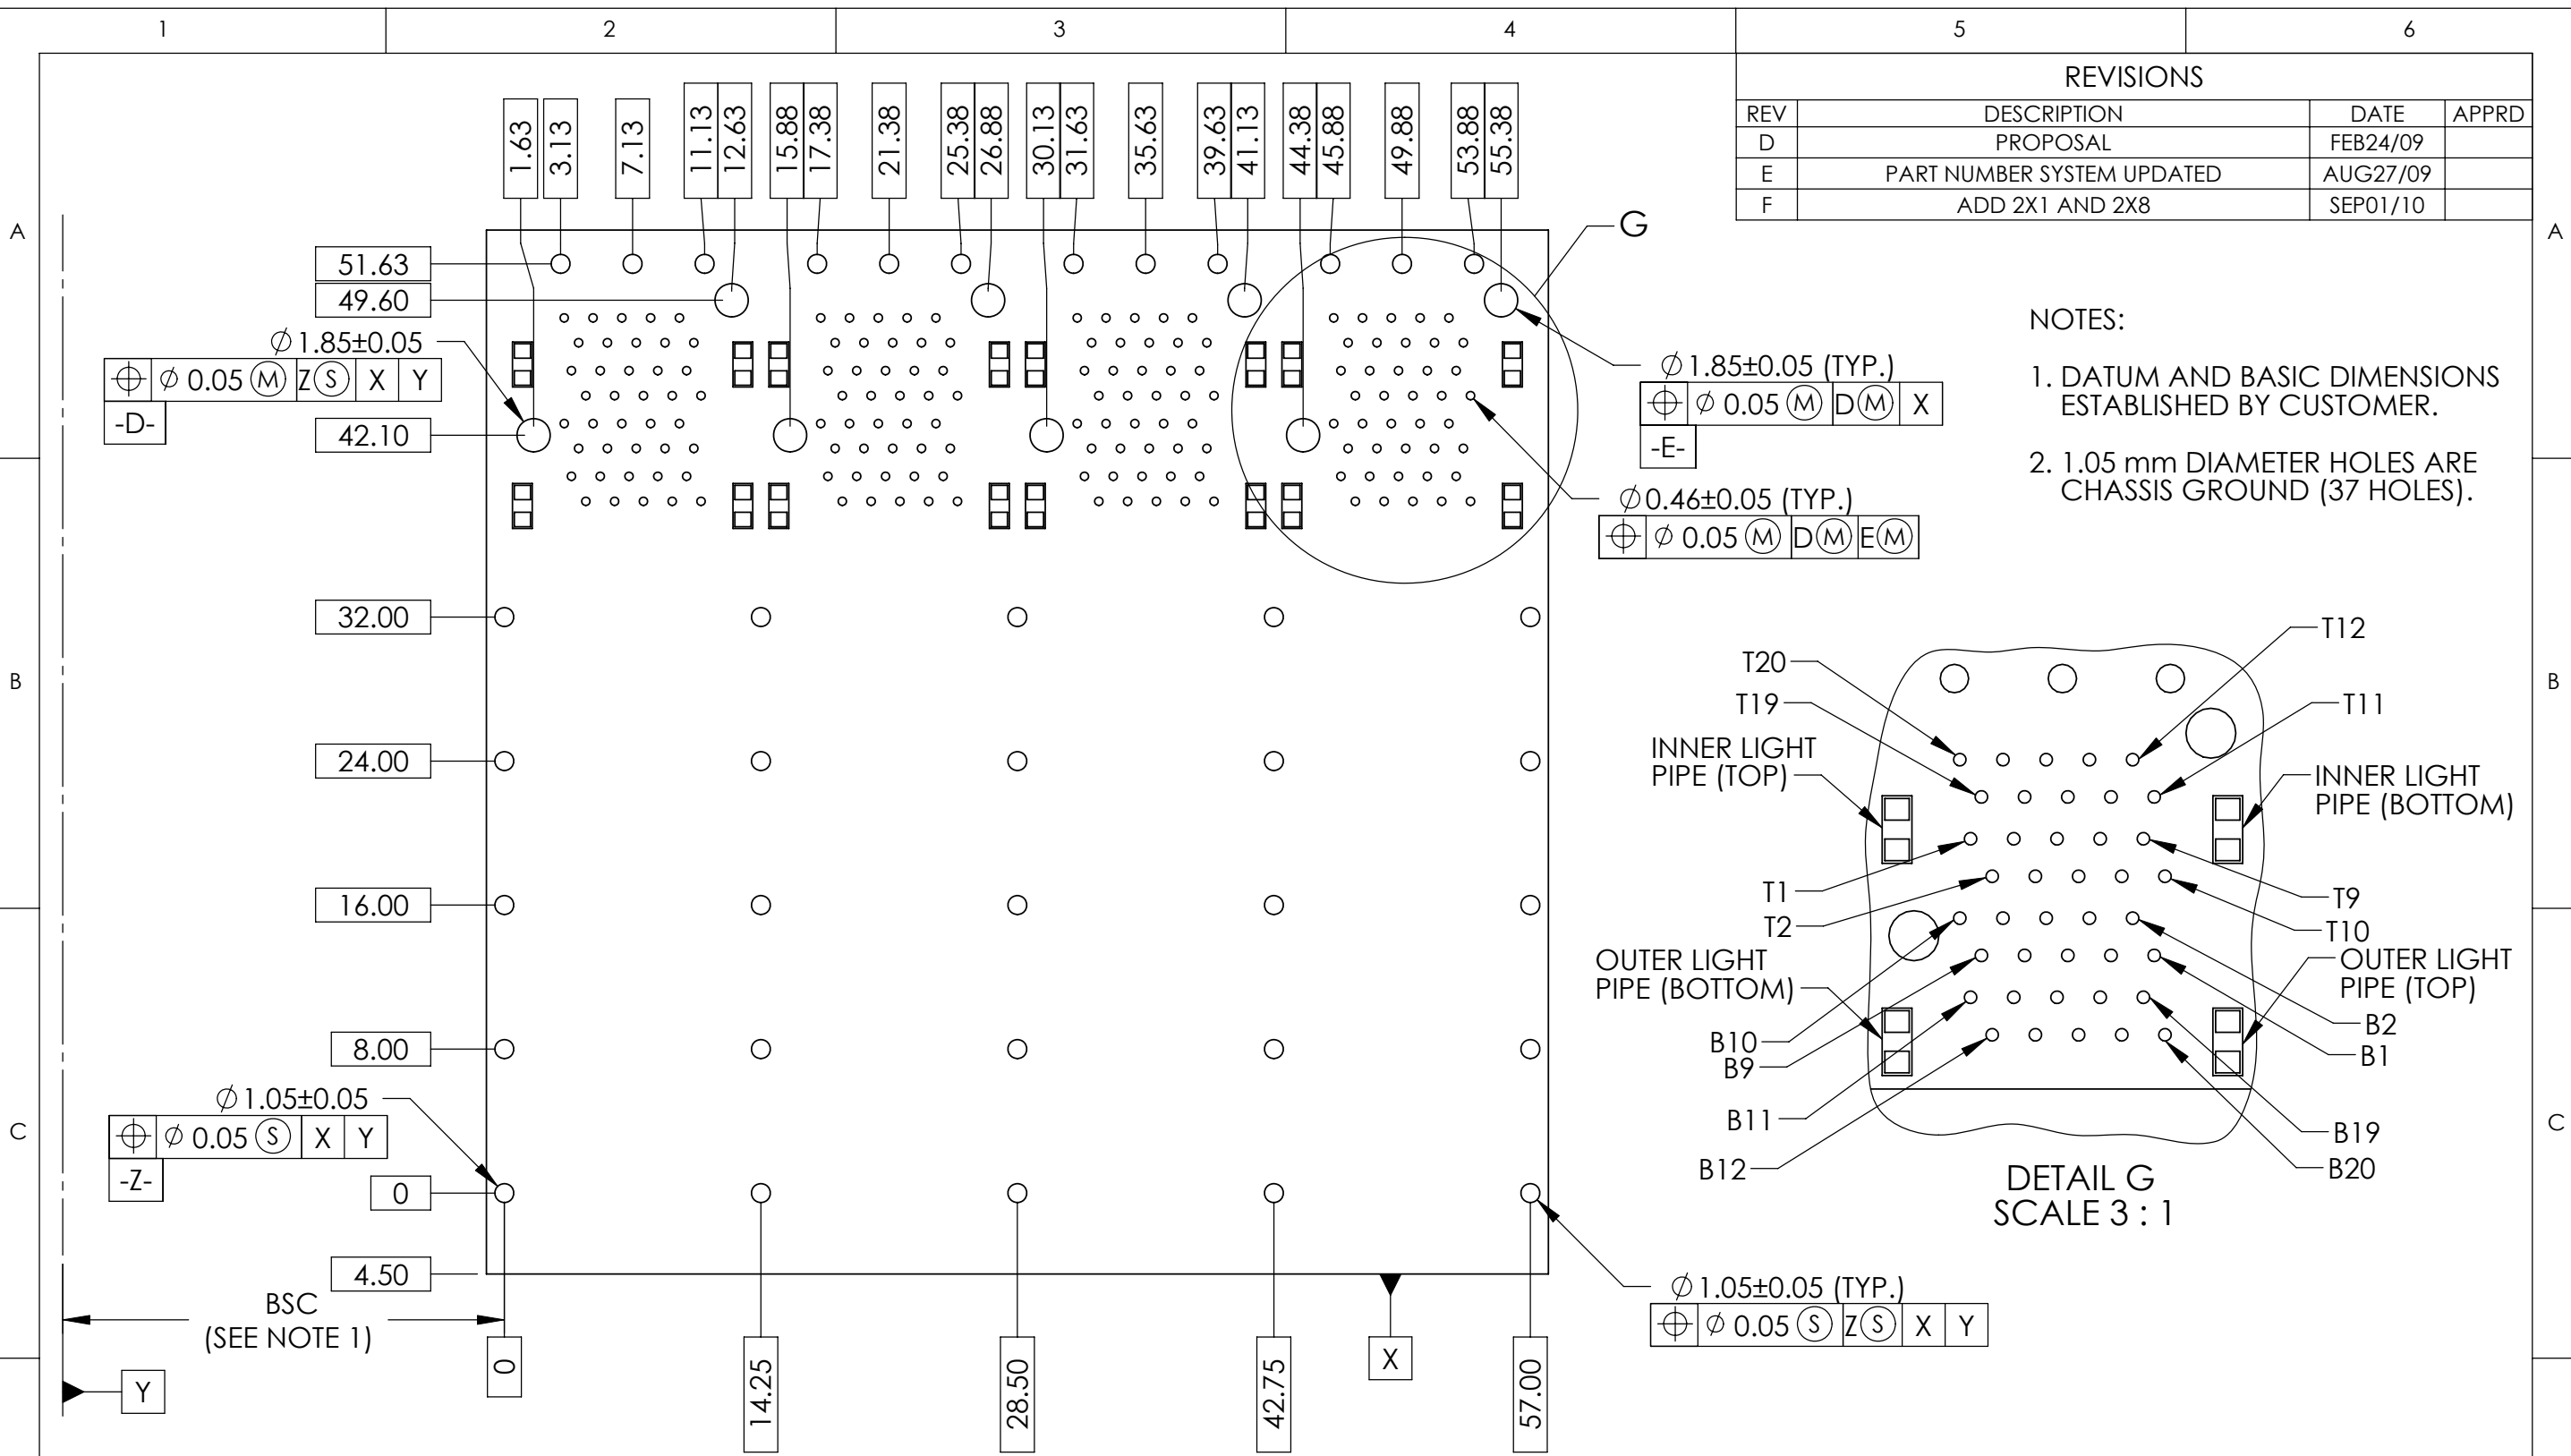 1 2 3 4 5 6
REVISIONS
REV DESCRIPTION DATE APPRD
D PROPOSAL FEB24/09
E PART NUMBER SYSTEM UPDATED AUG27/09
F ADD 2X1 AND 2X8 SEP01/10
1.63 3.13 7.13 11.13 12.63 15.88 17.38 21.38 25.38 26.88 30.13 31.63 35.63 39.63 41.13 44.38 45.88 49.88 53.88 55.38
A
A
G
51.63
49.60
⌀1.85±0.05
⌖ ⌀ 0.05 Ⓜ Z Ⓢ X Y
-D-
42.10
⌀1.85±0.05 (TYP.)
⌖ ⌀ 0.05 Ⓜ D Ⓜ X
-E-
⌀0.46±0.05 (TYP.)
⌖ ⌀ 0.05 Ⓜ D Ⓜ E Ⓜ
NOTES:
1. DATUM AND BASIC DIMENSIONS
ESTABLISHED BY CUSTOMER.
2. 1.05 mm DIAMETER HOLES ARE
CHASSIS GROUND (37 HOLES).
32.00
B
B
24.00
16.00
8.00
T20
T19
INNER LIGHT
PIPE (TOP)
T1
T2
OUTER LIGHT
PIPE (BOTTOM)
B10
B9
B11
B12
T12
T11
INNER LIGHT
PIPE (BOTTOM)
T9
T10
OUTER LIGHT
PIPE (TOP)
B2
B1
B19
B20
DETAIL G
SCALE 3 : 1
C
C
⌀1.05±0.05
⌖ ⌀ 0.05 Ⓢ X Y
-Z-
0
4.50
BSC
(SEE NOTE 1)
Y
0 14.25 28.50 42.75 X 57.00
⌀1.05±0.05 (TYP.)
⌖ ⌀ 0.05 Ⓢ Z Ⓢ X Y